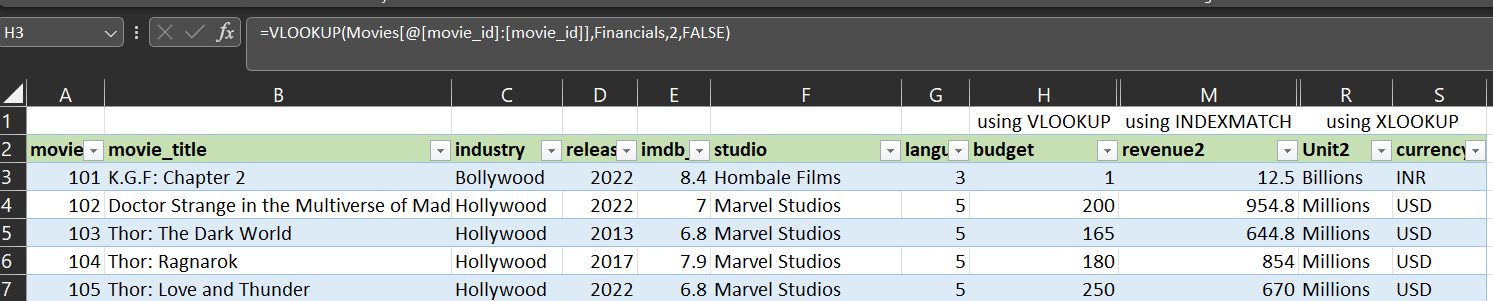 H3 fx =VLOOKUP(Movies[@[movie_id]:[movie_id]],Financials,2,FALSE)
A B C D E F G H M R S
1 using VLOOKUP using INDEXMATCH using XLOOKUP
2 movie movie_title industry releas imdb_ studio langu budget revenue2 Unit2 currency
3 101 K.G.F: Chapter 2 Bollywood 2022 8.4 Hombale Films 3 1 12.5 Billions INR
4 102 Doctor Strange in the Multiverse of Mad Hollywood 2022 7 Marvel Studios 5 200 954.8 Millions USD
5 103 Thor: The Dark World Hollywood 2013 6.8 Marvel Studios 5 165 644.8 Millions USD
6 104 Thor: Ragnarok Hollywood 2017 7.9 Marvel Studios 5 180 854 Millions USD
7 105 Thor: Love and Thunder Hollywood 2022 6.8 Marvel Studios 5 250 670 Millions USD